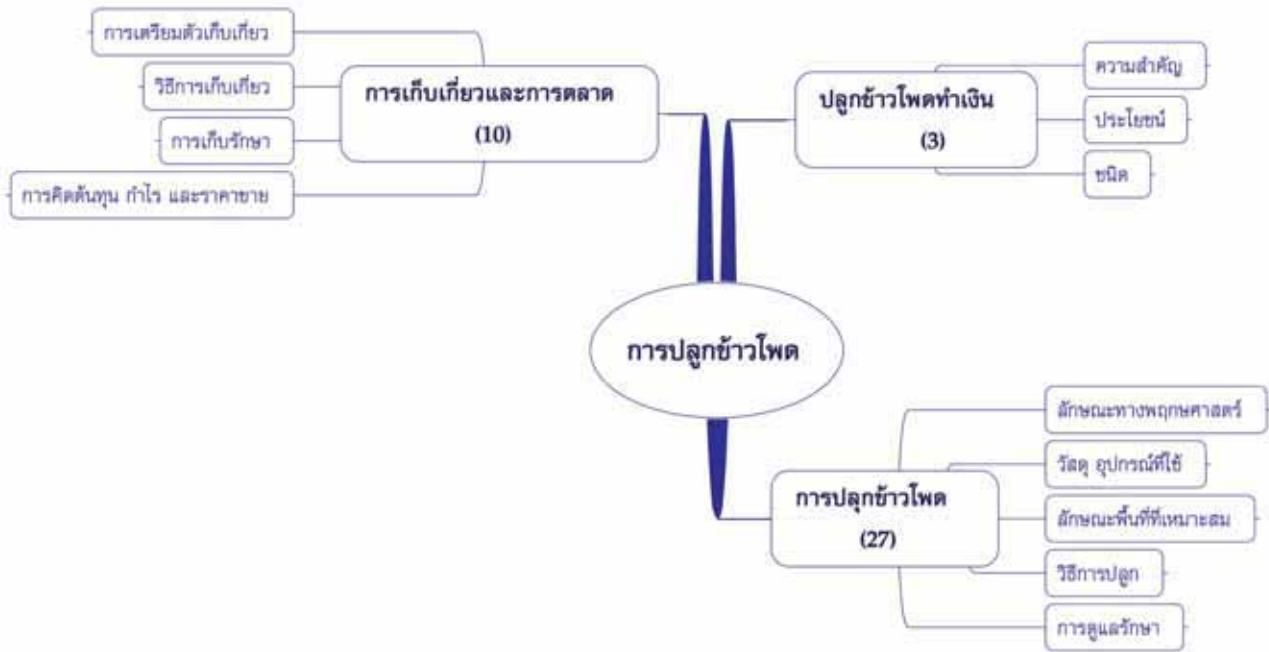 การเตรียมตัวเก็บเกี่ยว
วิธีการเก็บเกี่ยว
การเก็บรักษา
การคิดต้นทุน กำไร และราคาขาย
การเก็บเกี่ยวและการตลาด
(10)
ปลูกข้าวโพดทำเงิน
(3)
ความสำคัญ
ประโยชน์
ชนิด
การปลูกข้าวโพด
การปลุกข้าวโพด
(27)
ลักษณะทางพฤกษศาสตร์
วัสดุ อุปกรณ์ที่ใช้
ลักษณะพื้นที่ที่เหมาะสม
วิธีการปลูก
การดูแลรักษา